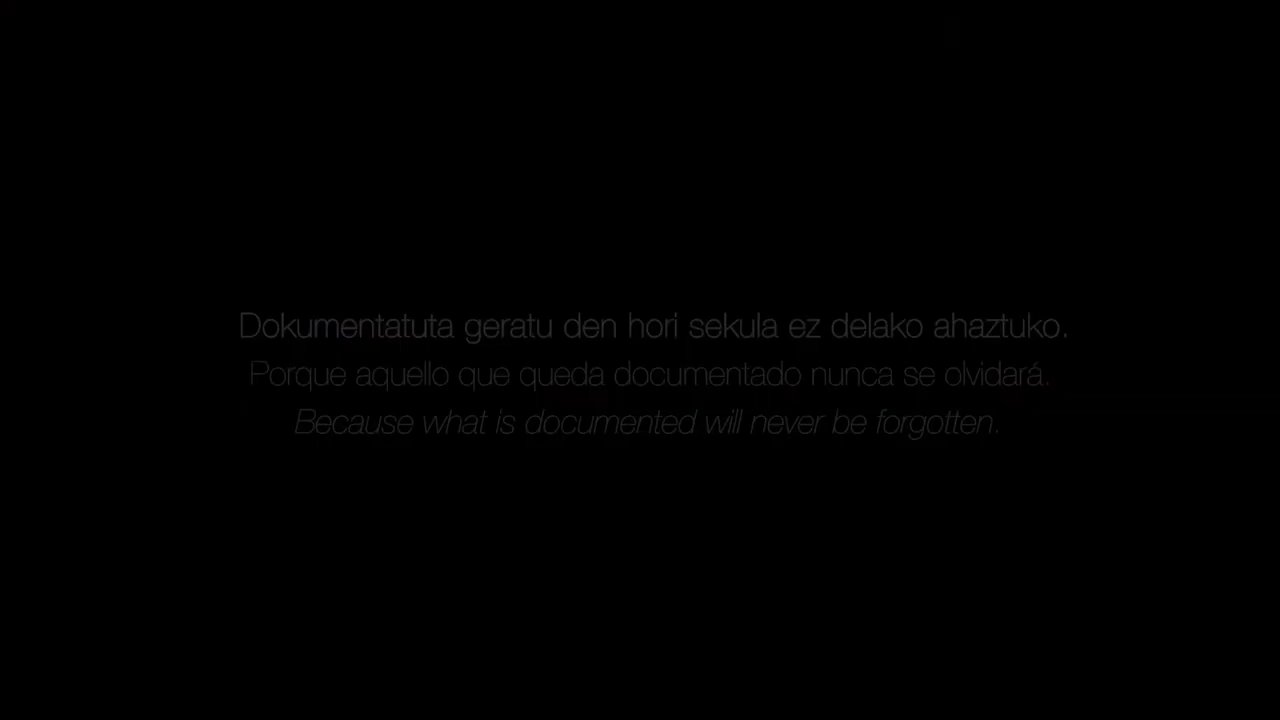 Dokumentatuta geratu den hori sekula ez delako ahaztuko.
Porque aquello que queda documentado nunca se olvidará.
Because what is documented will never be forgotten.